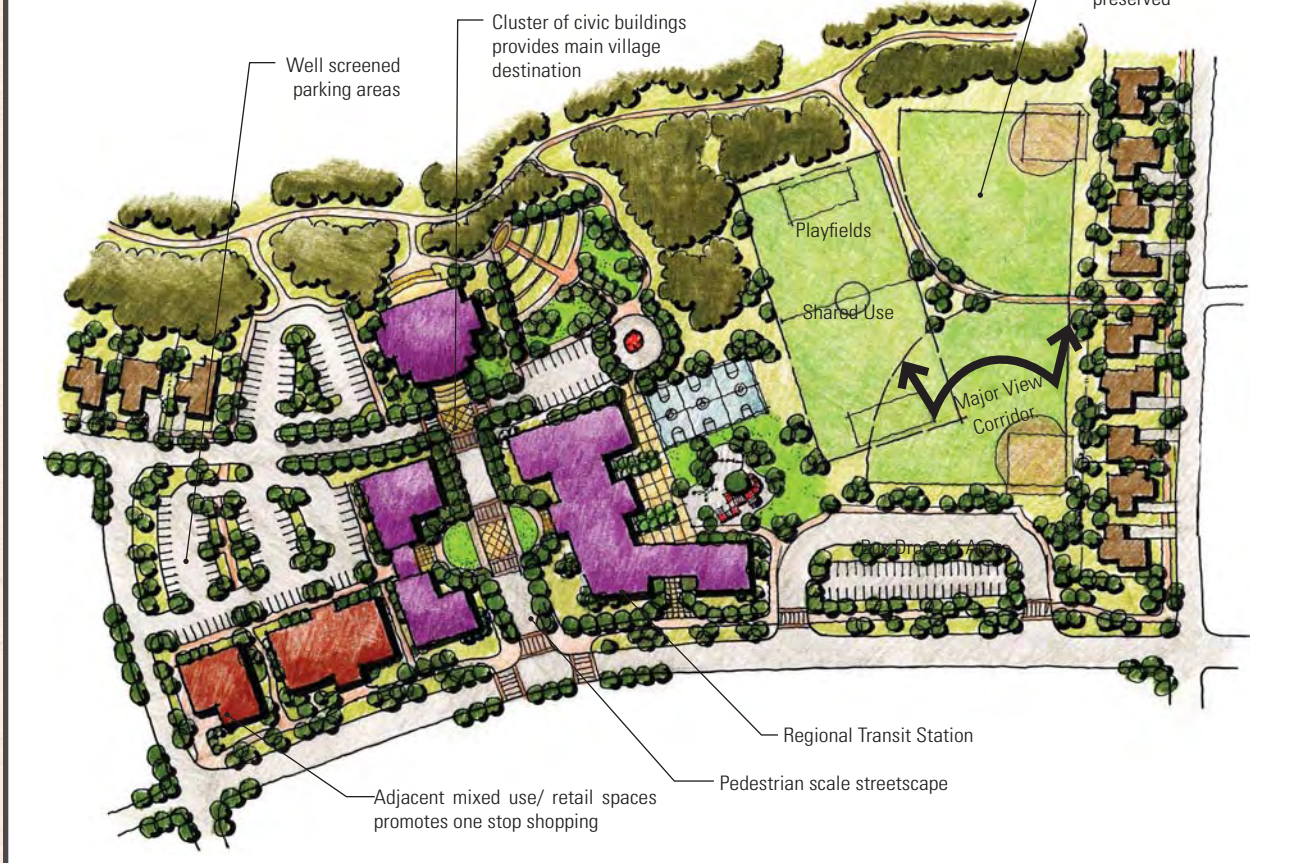 preserved
Cluster of civic buildings
provides main village
destination
Well screened
parking areas
Playfields
Shared Use
Major View
Corridor
Bus Drop-off Area
Regional Transit Station
Pedestrian scale streetscape
Adjacent mixed use/ retail spaces
promotes one stop shopping